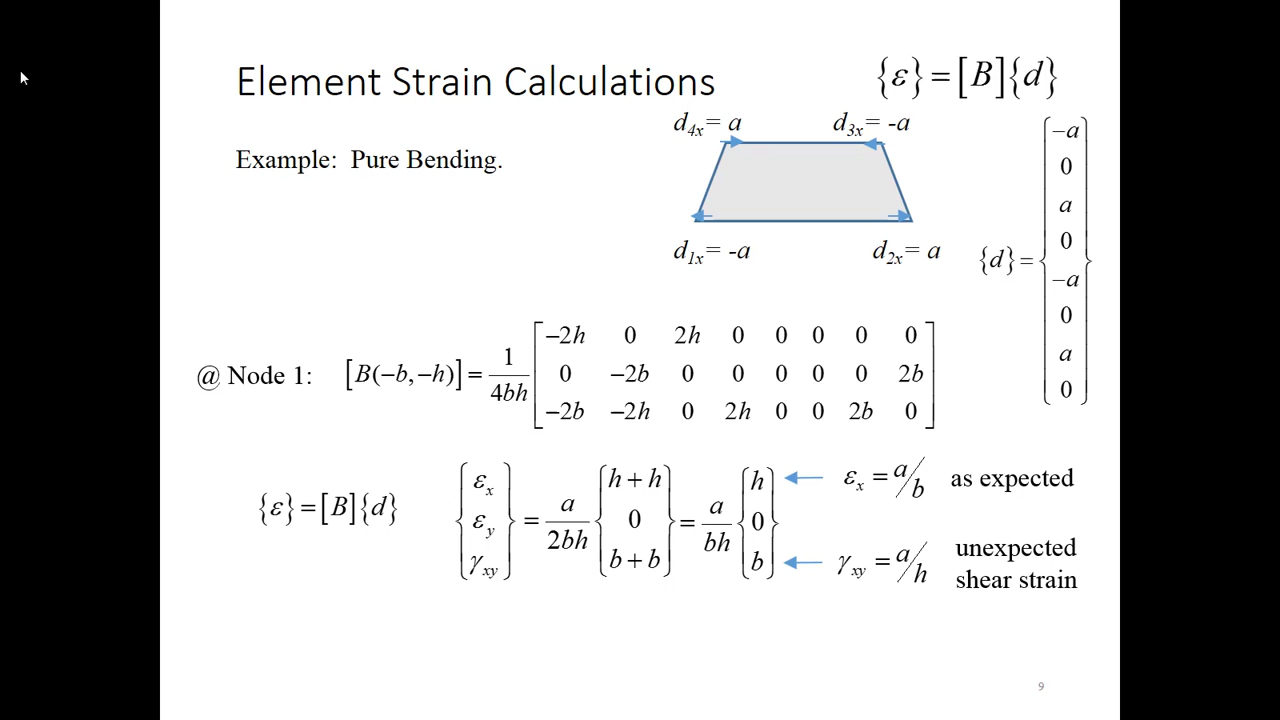 Element Strain Calculations
{ε} = [B]{d}
Example: Pure Bending.
d4x = a
d3x = -a
d1x = -a
d2x = a
{d} = {−a 0 a 0 −a 0 a 0}
@ Node 1: [B(−b,−h)] = 1/4bh
[−2h 0 2h 0 0 0 0 0
0 −2b 0 0 0 0 0 2b
−2b −2h 0 2h 0 0 2b 0]
{ε} = [B]{d}
{εx εy γxy} = a/2bh {h + h 0 b + b} = a/bh {h 0 b}
εx = a/b as expected
γxy = a/h unexpected
shear strain
9